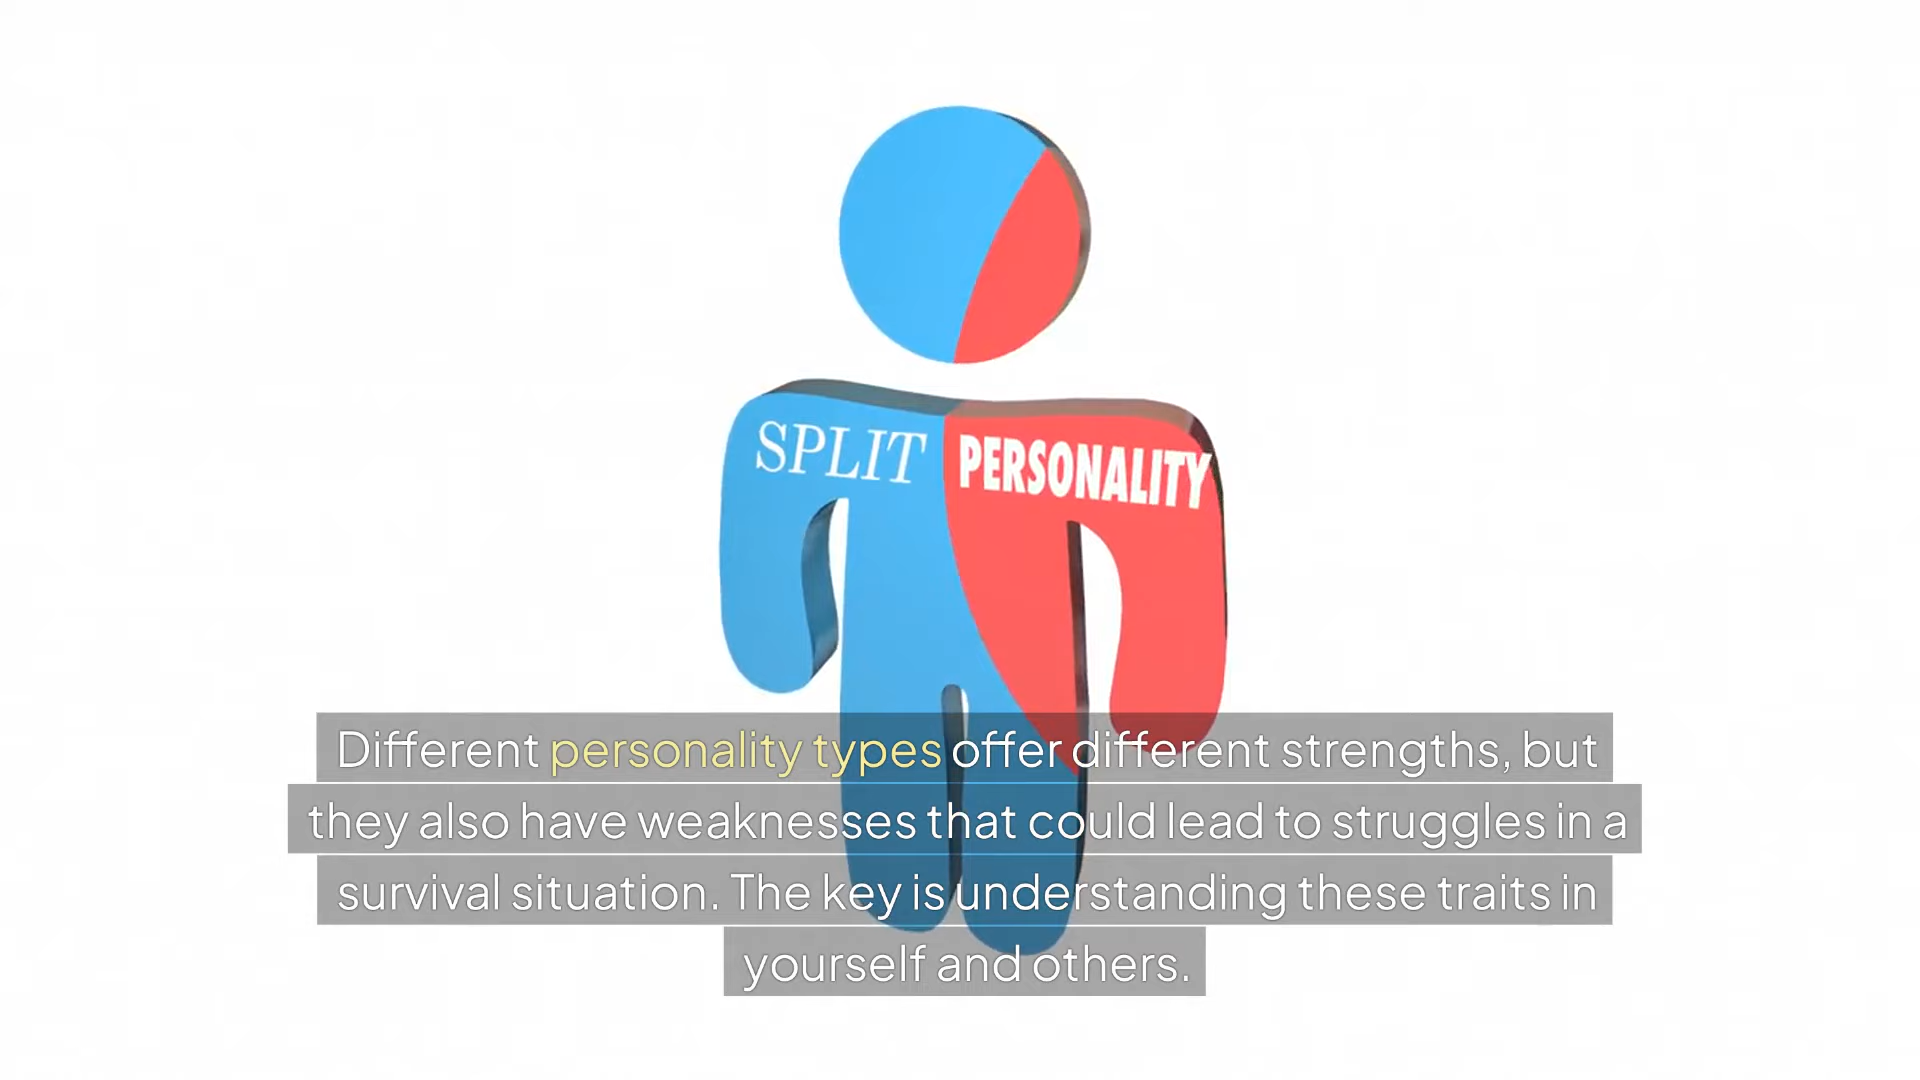 SPLIT PERSONALITY
Different personality types offer different strengths, but
they also have weaknesses that could lead to struggles in a
survival situation. The key is understanding these traits in
yourself and others.